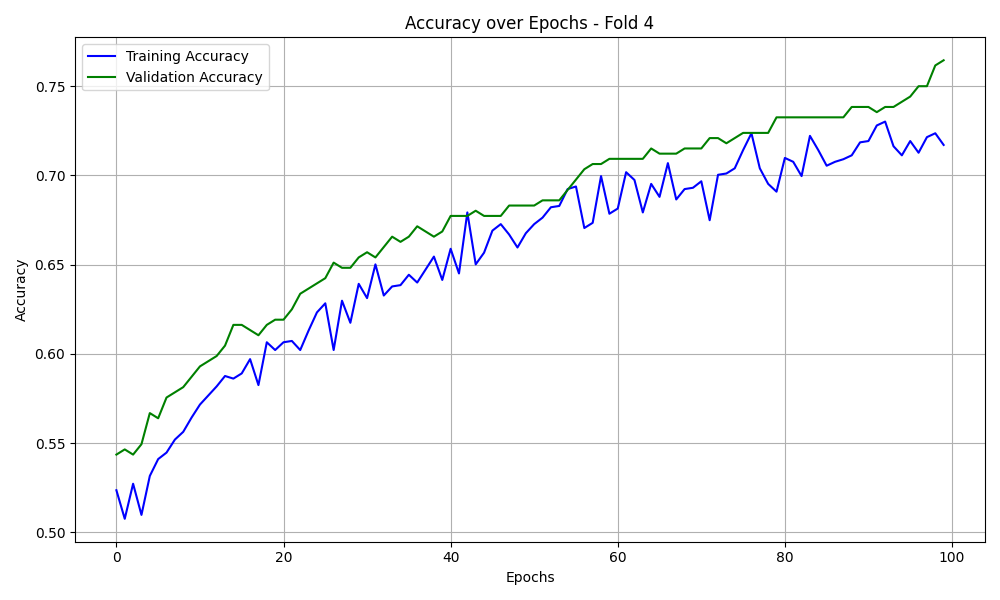 Accuracy over Epochs - Fold 4
Training Accuracy
Validation Accuracy
0.75
0.70
0.65
0.60
0.55
0.50
Accuracy
0 20 40 60 80 100
Epochs